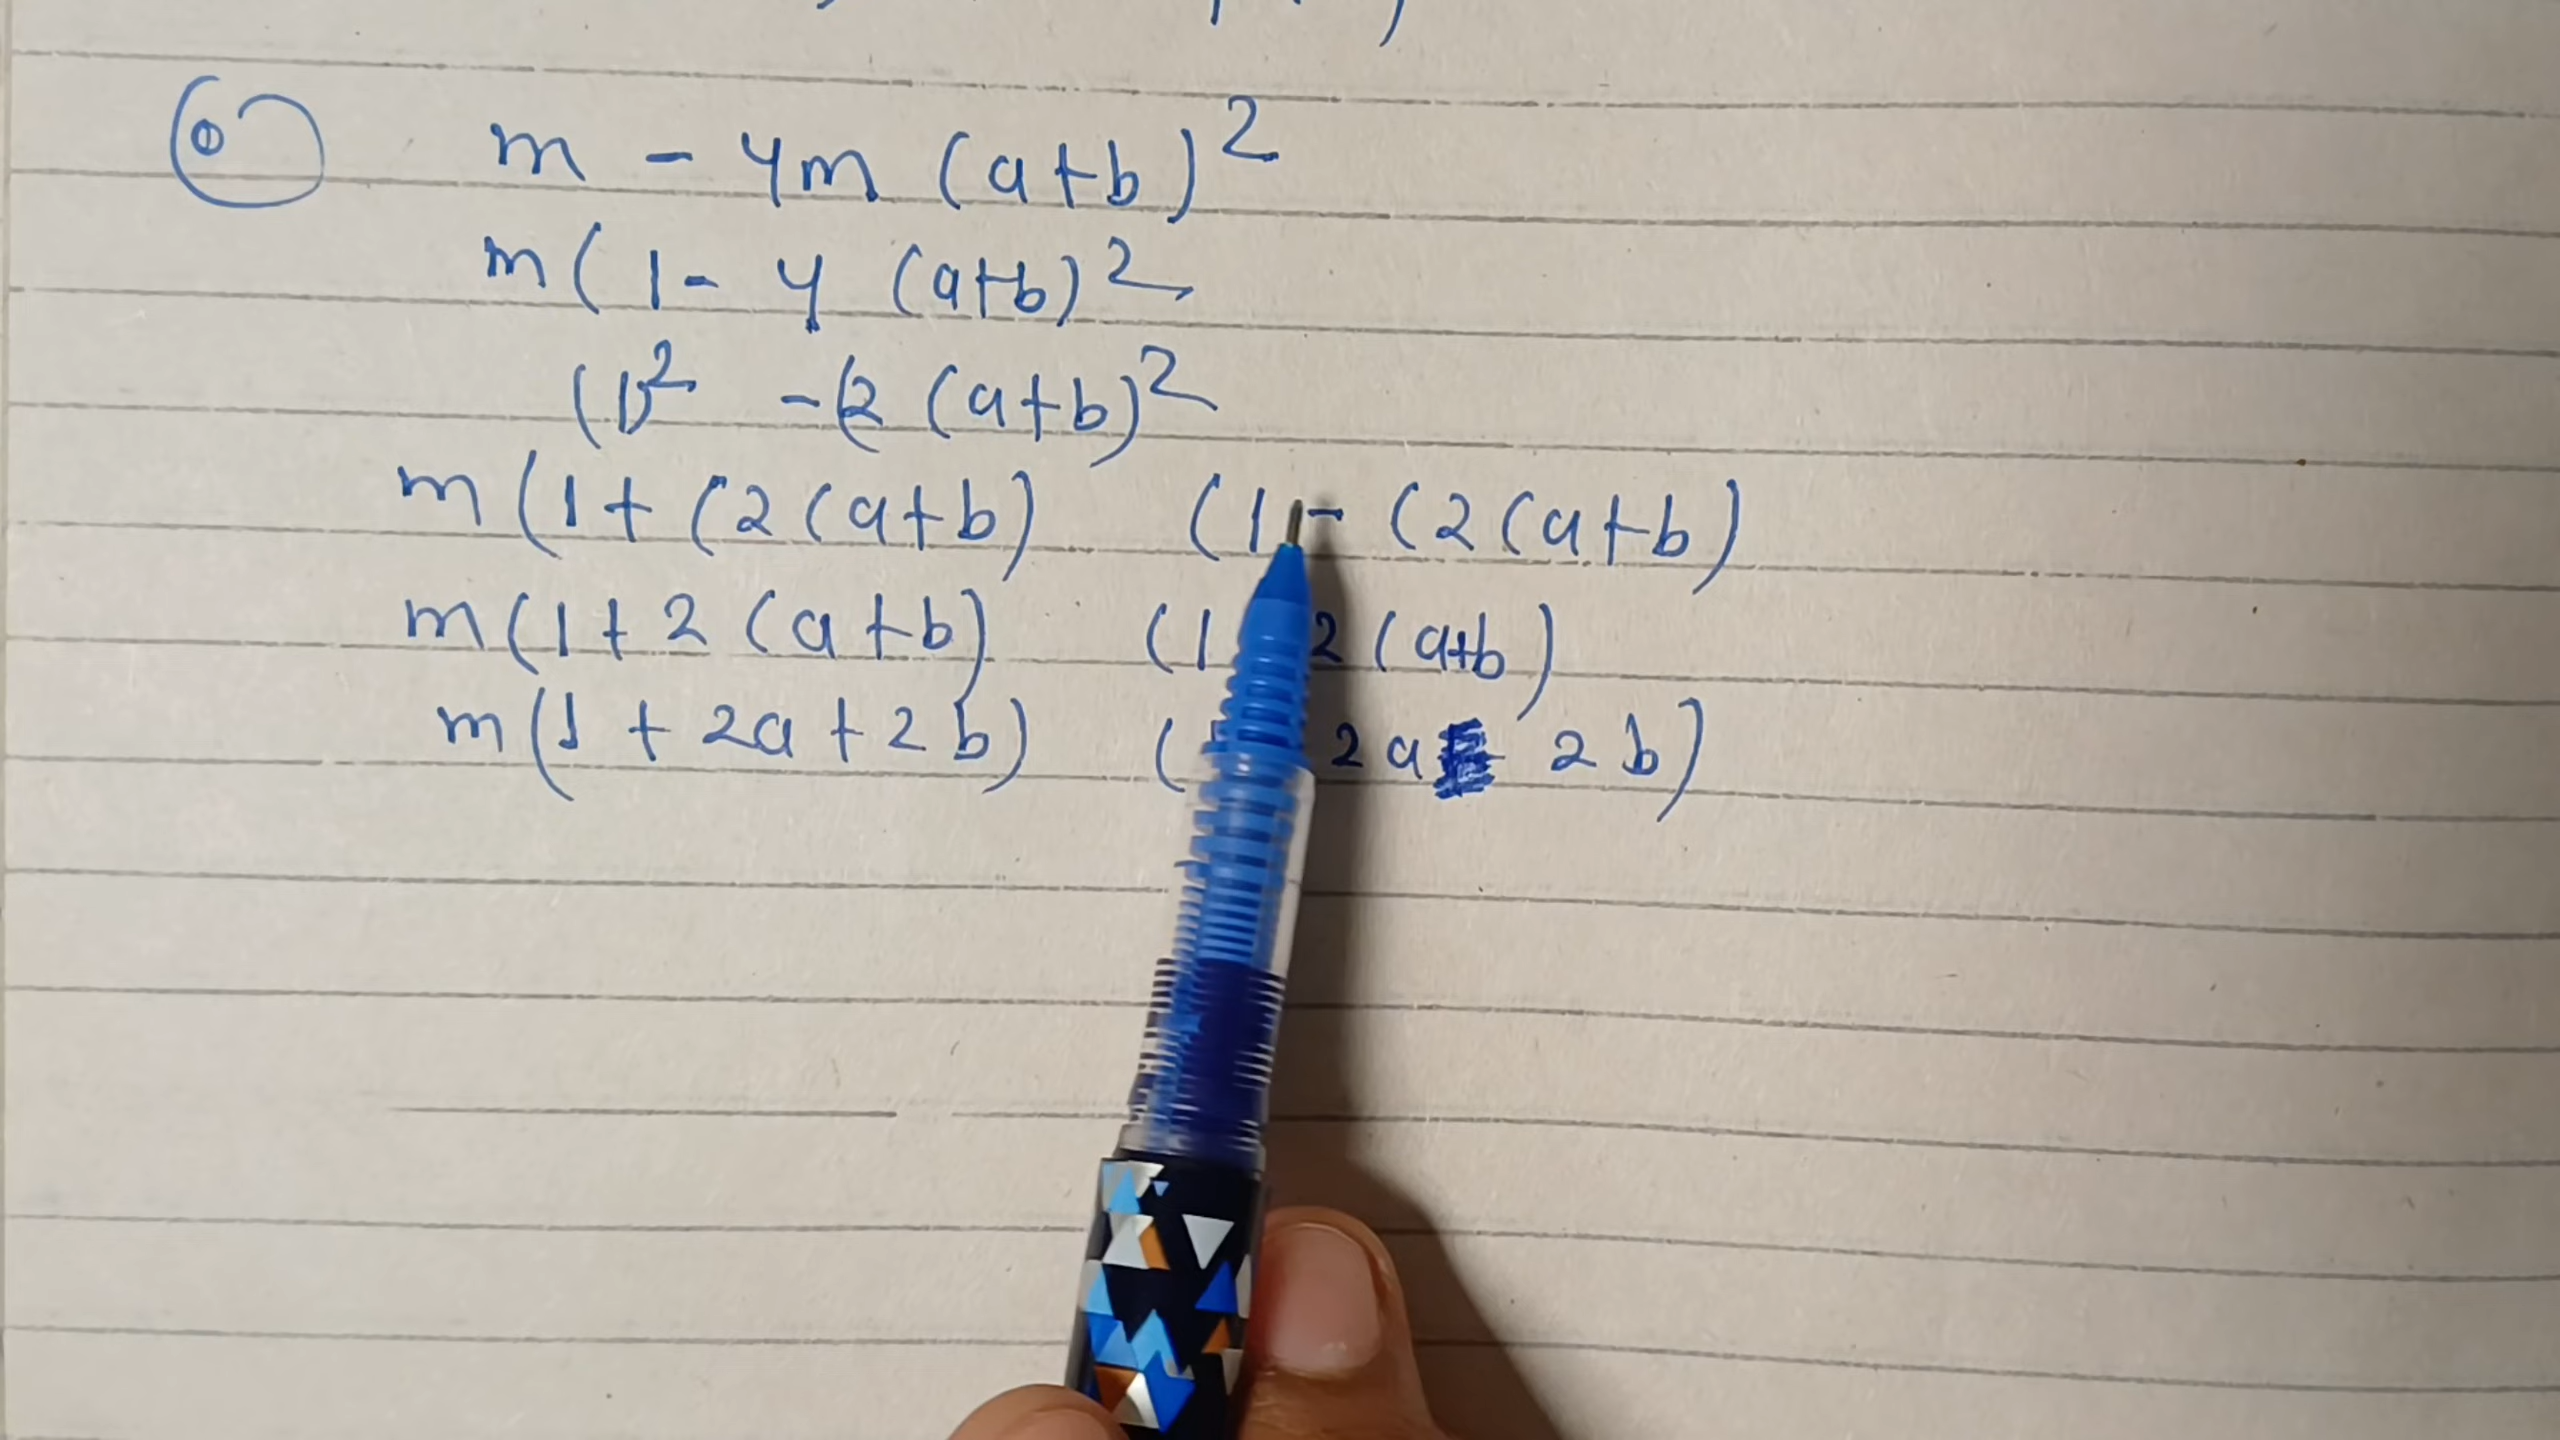 m - 4m (a+b)²
m( 1 - 4 (a+b)²
(1)² - (2 (a+b)²
m(1 + (2(a+b) (1 - (2(a+b)
m(1 + 2 (a+b) (1 2 (a+b)
m(1 + 2a + 2b) ( 2a 2b)